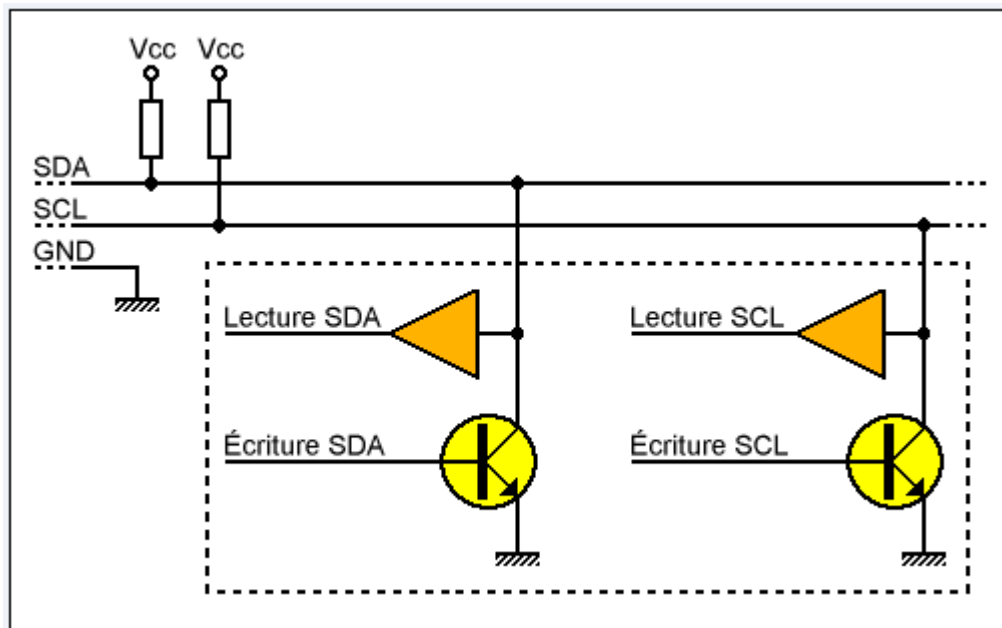 Vcc Vcc
SDA
SCL
GND
Lecture SDA Lecture SCL
Écriture SDA Écriture SCL